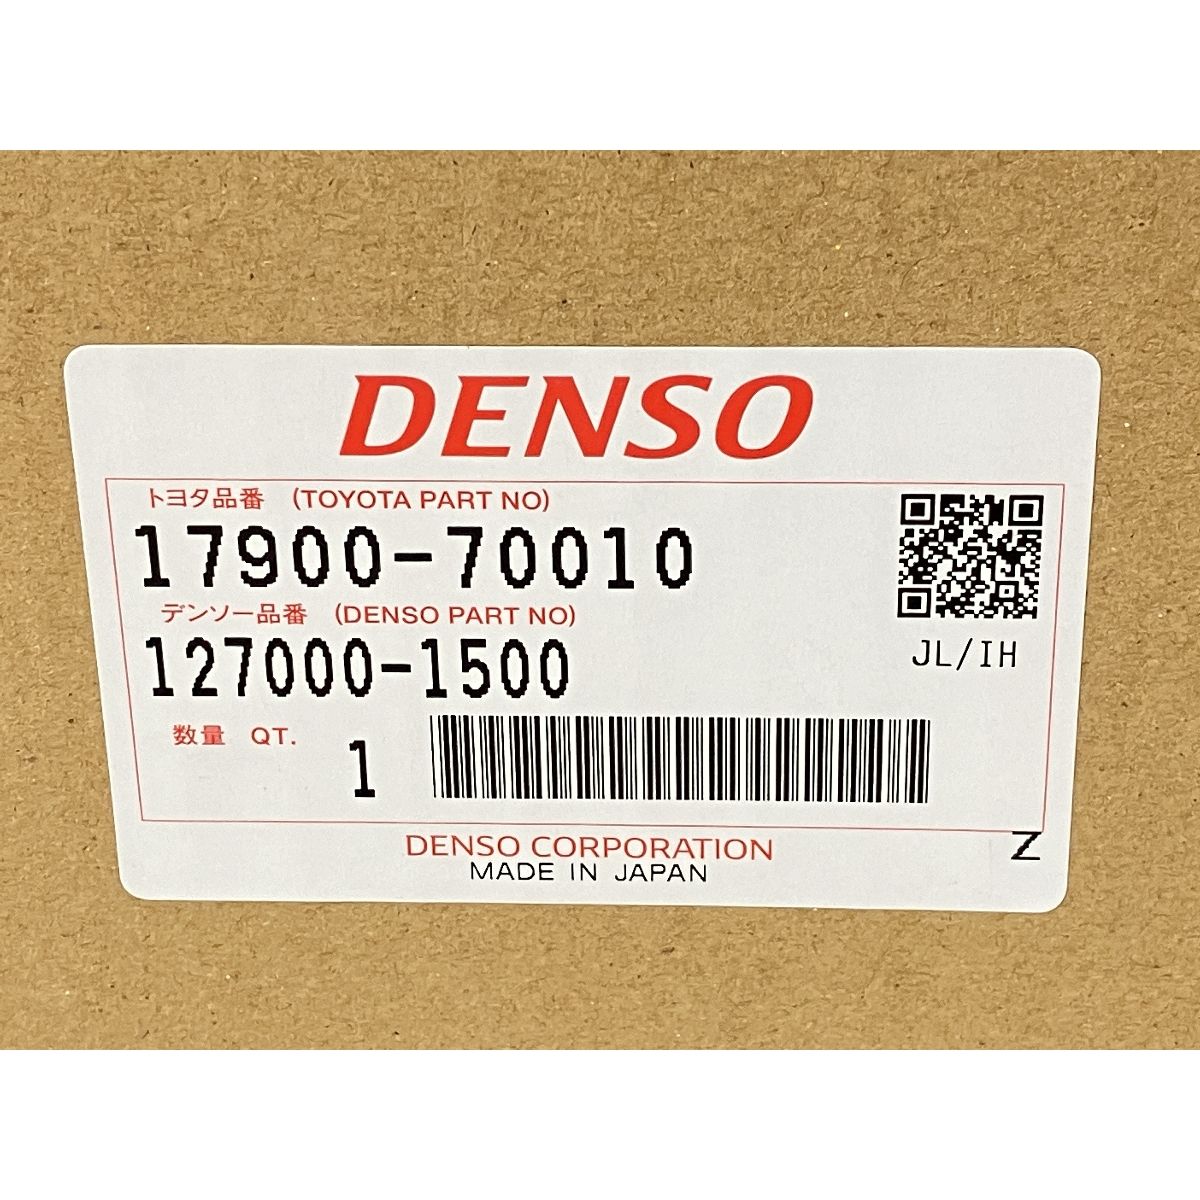 DENSO
トヨタ品番 (TOYOTA PART NO)
17900-70010
デンソー品番 (DENSO PART NO)
127000-1500
JL/IH
数量 QT. 1
DENSO CORPORATION
MADE IN JAPAN
Z